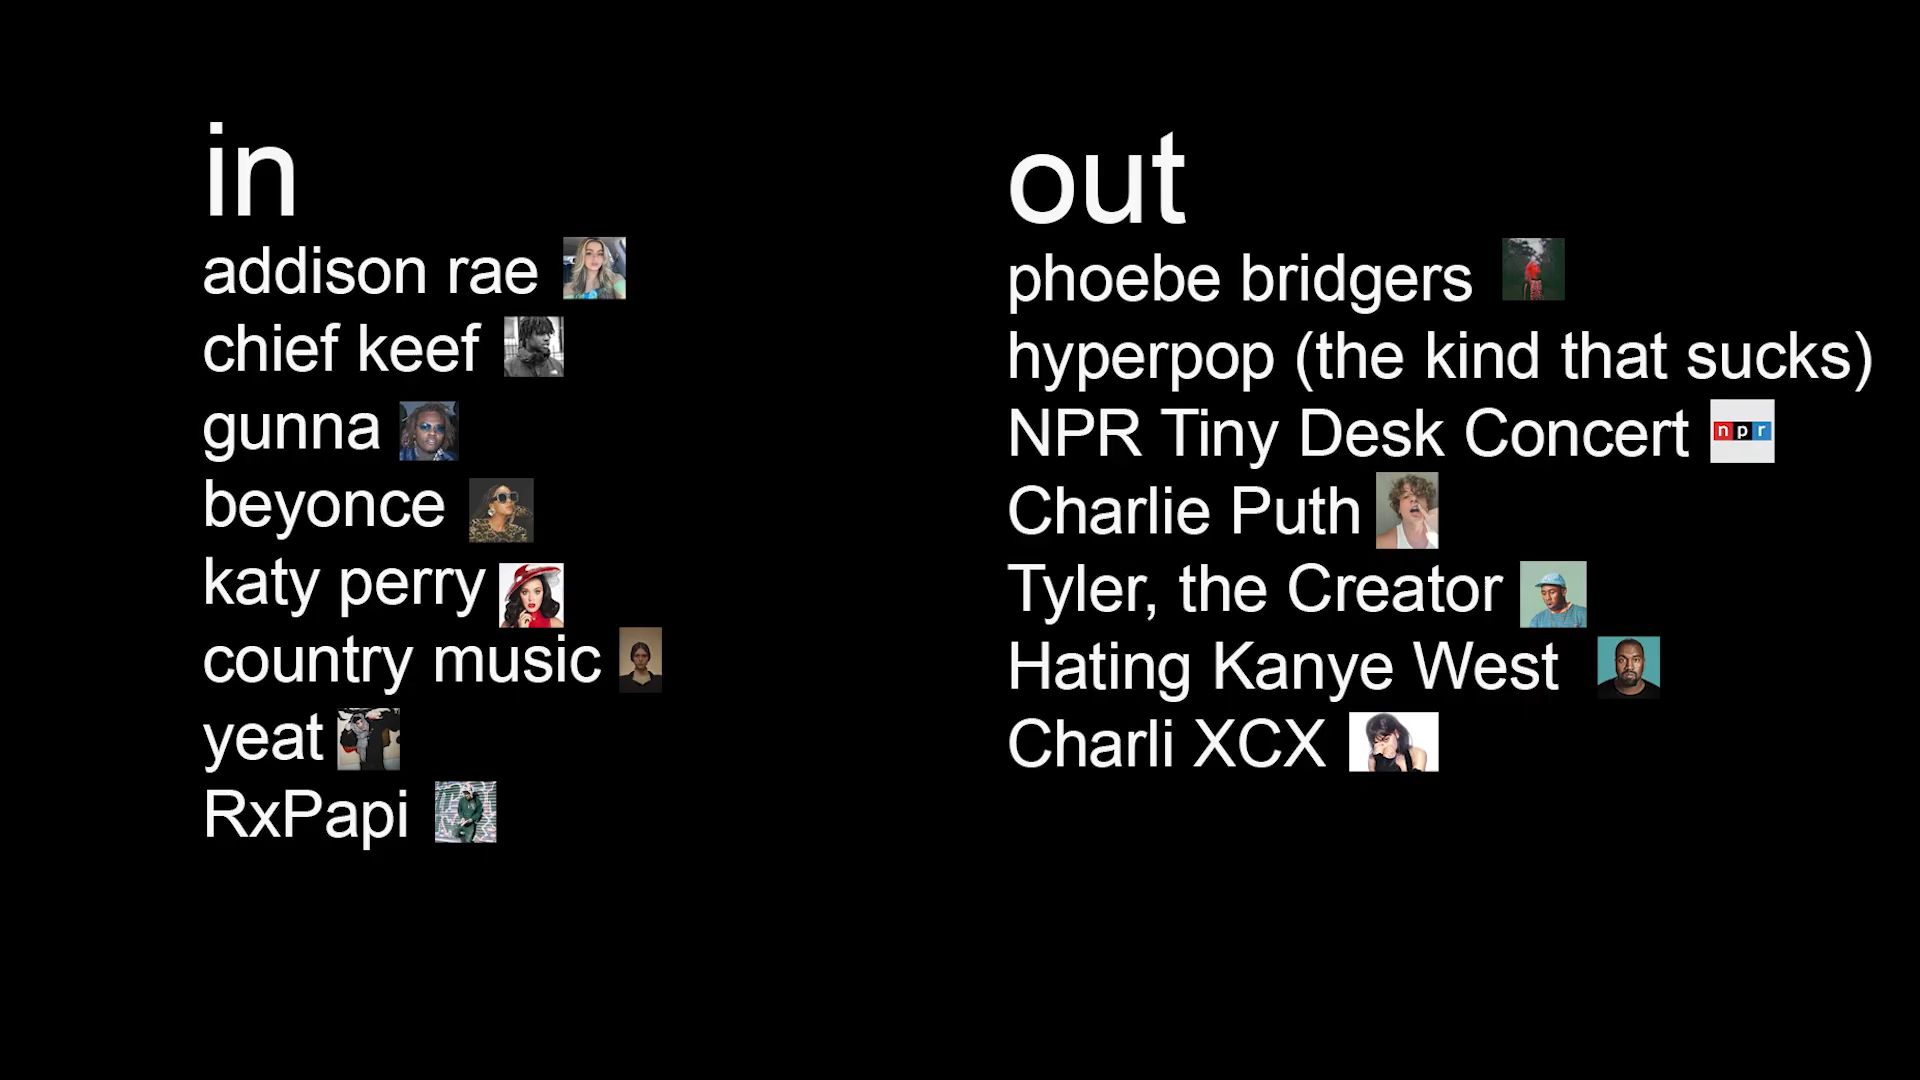 in
addison rae
chief keef
gunna
beyonce
katy perry
country music
yeat
RxPapi
out
phoebe bridgers
hyperpop (the kind that sucks)
NPR Tiny Desk Concert
npr
Charlie Puth
Tyler, the Creator
Hating Kanye West
Charli XCX